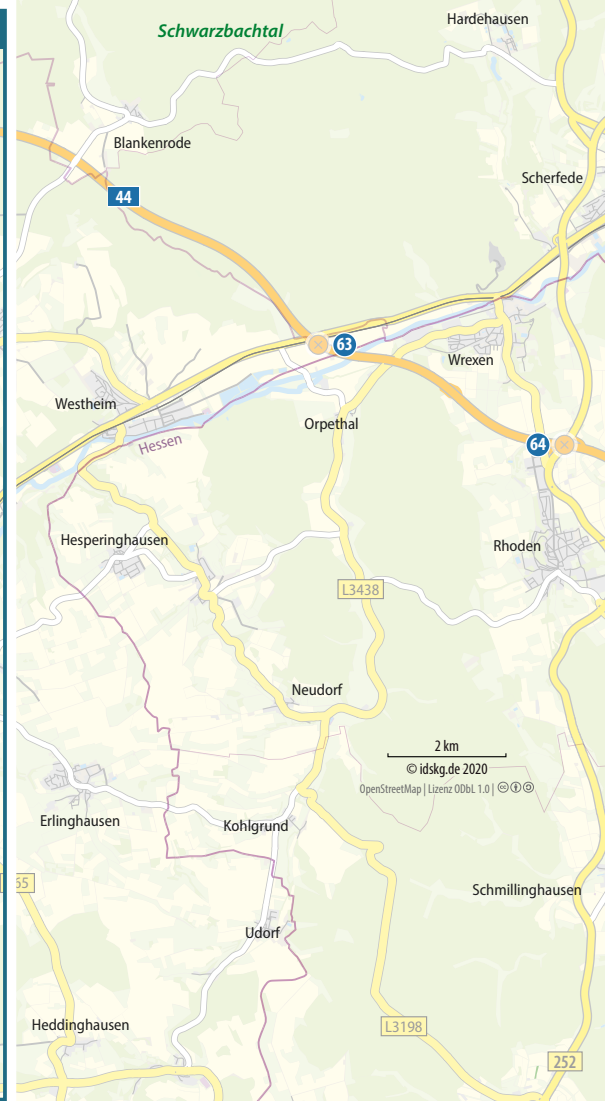 Schwarzbachtal
Hardehausen
Blankenrode
Scherfede
44
63
Wrexen
Westheim
Orpethal
Hessen
64
Hesperinghausen
Rhoden
L3438
Neudorf
2 km
© idskg.de 2020
OpenStreetMap | Lizenz ODbL 1.0 |
Erlinghausen
Kohlgrund
65
Schmillinghausen
Udorf
Heddinghausen
L3198
252